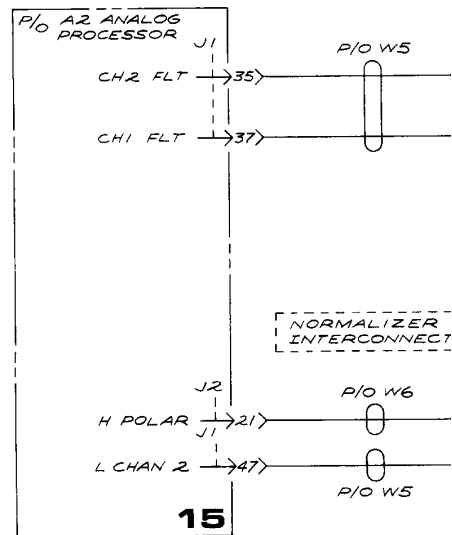 P/O A2 ANALOG
PROCESSOR
J1
P/O W5
CH2 FLT 35
CH1 FLT 37
NORMALIZER
INTERCONNECT
J2
P/O W6
H POLAR 21
J1
L CHAN 2 47
P/O W5
15